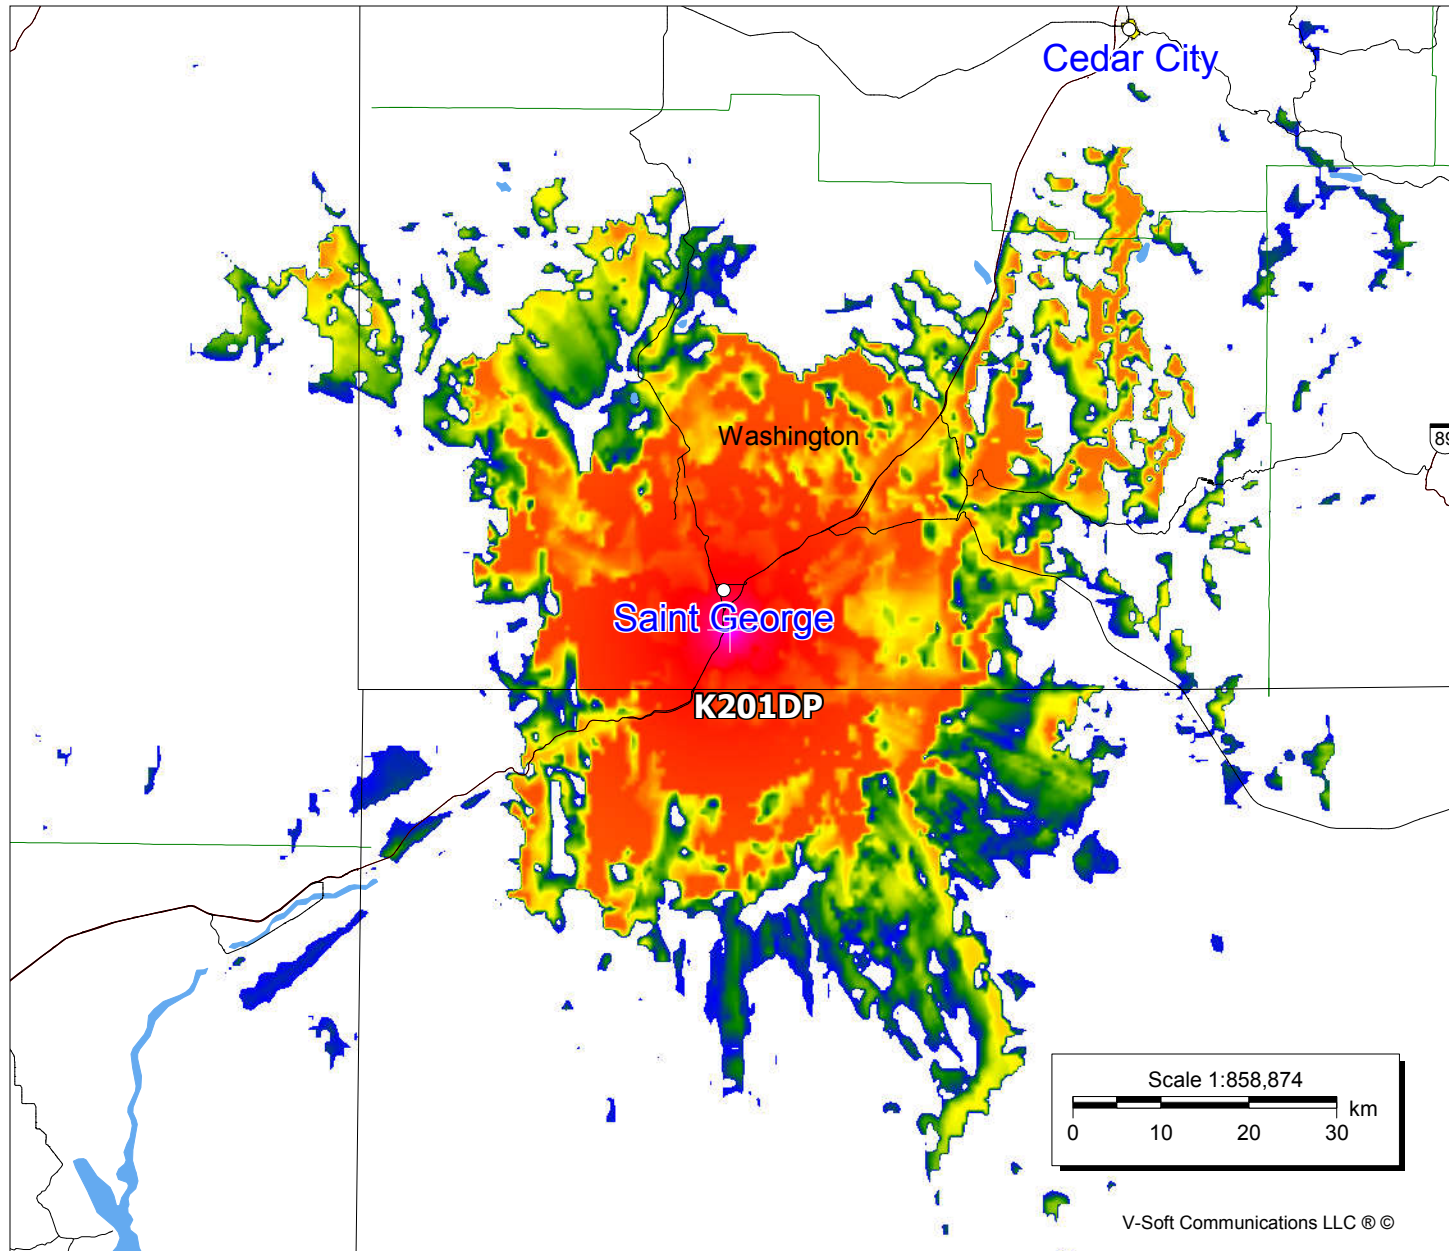 Cedar City
89
Washington
Saint George
K201DP
Scale 1:858,874
km
0 10 20 30
V-Soft Communications LLC ® ©